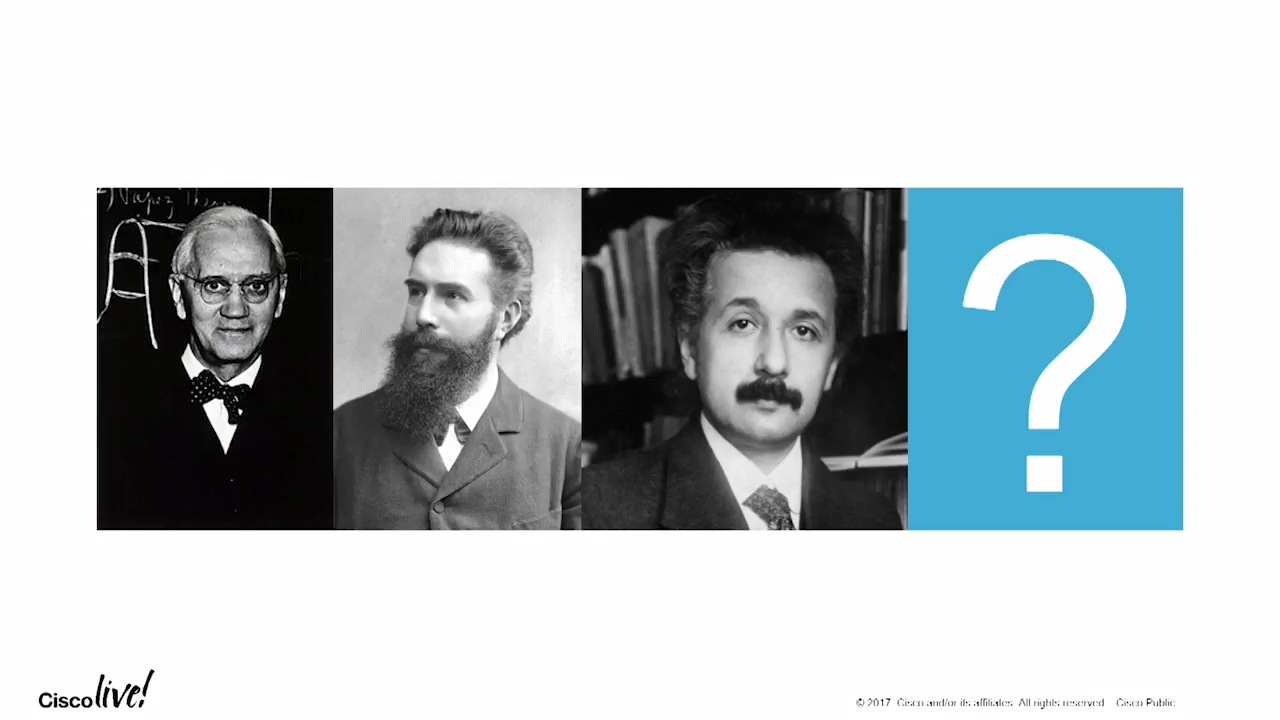 A
?
Cisco live!
© 2017 Cisco and/or its affiliates. All rights reserved. Cisco Public